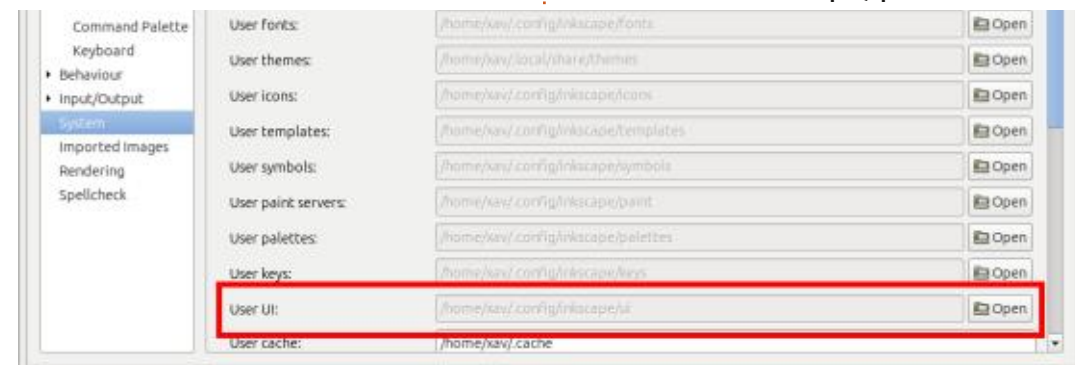 Command Palette
Keyboard
Behaviour
Input/Output
System
Imported Images
Rendering
Spellcheck
User fonts: /home/xav/.config/inkscape/fonts Open
User themes: /home/xav/.local/share/themes Open
User icons: /home/xav/.config/inkscape/icons Open
User templates: /home/xav/.config/inkscape/templates Open
User symbols: /home/xav/.config/inkscape/symbols Open
User paint servers: /home/xav/.config/inkscape/paint Open
User palettes: /home/xav/.config/inkscape/palettes Open
User keys: /home/xav/.config/inkscape/keys Open
User UI: /home/xav/.config/inkscape/ui Open
User cache: /home/xav/.cache